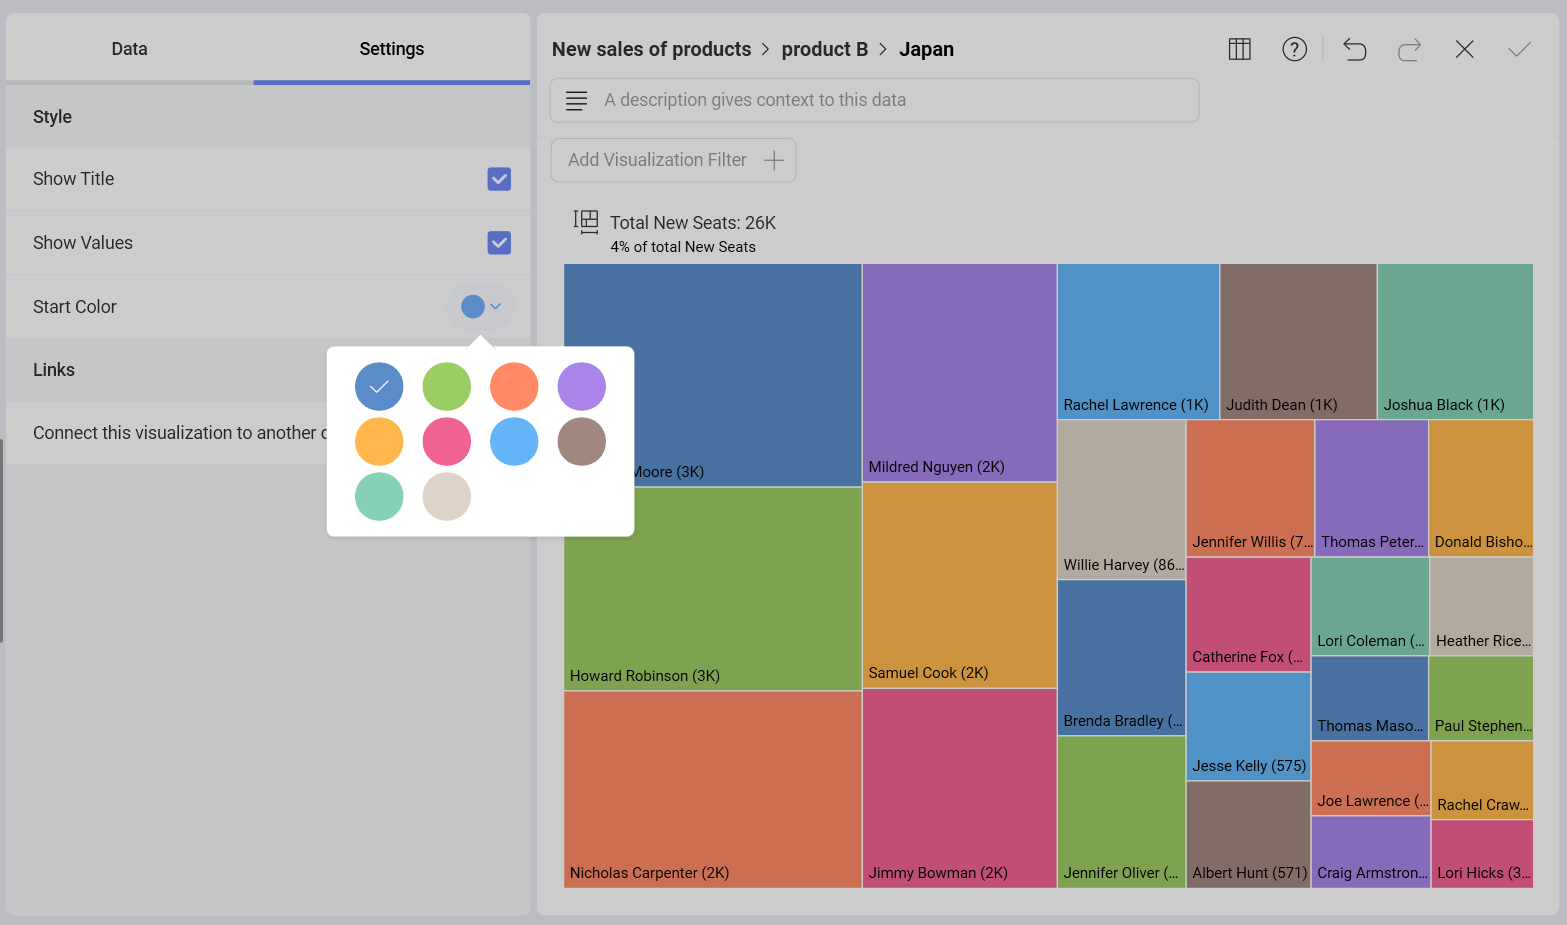 Data
Settings
Style
Show Title
Show Values
Start Color
Links
Connect this visualization to another
New sales of products > product B > Japan
A description gives context to this data
Add Visualization Filter
Total New Seats: 26K
4% of total New Seats
Moore (3K)
Howard Robinson (3K)
Nicholas Carpenter (2K)
Mildred Nguyen (2K)
Samuel Cook (2K)
Jimmy Bowman (2K)
Rachel Lawrence (1K)
Judith Dean (1K)
Joshua Black (1K)
Willie Harvey (86...
Brenda Bradley (...
Jennifer Oliver (...
Jennifer Willis (7...
Thomas Peter...
Donald Bisho...
Catherine Fox (...
Jesse Kelly (575)
Albert Hunt (571)
Lori Coleman (...
Heather Rice...
Thomas Maso...
Paul Stephen...
Joe Lawrence (...
Rachel Craw...
Craig Armstron...
Lori Hicks (3...